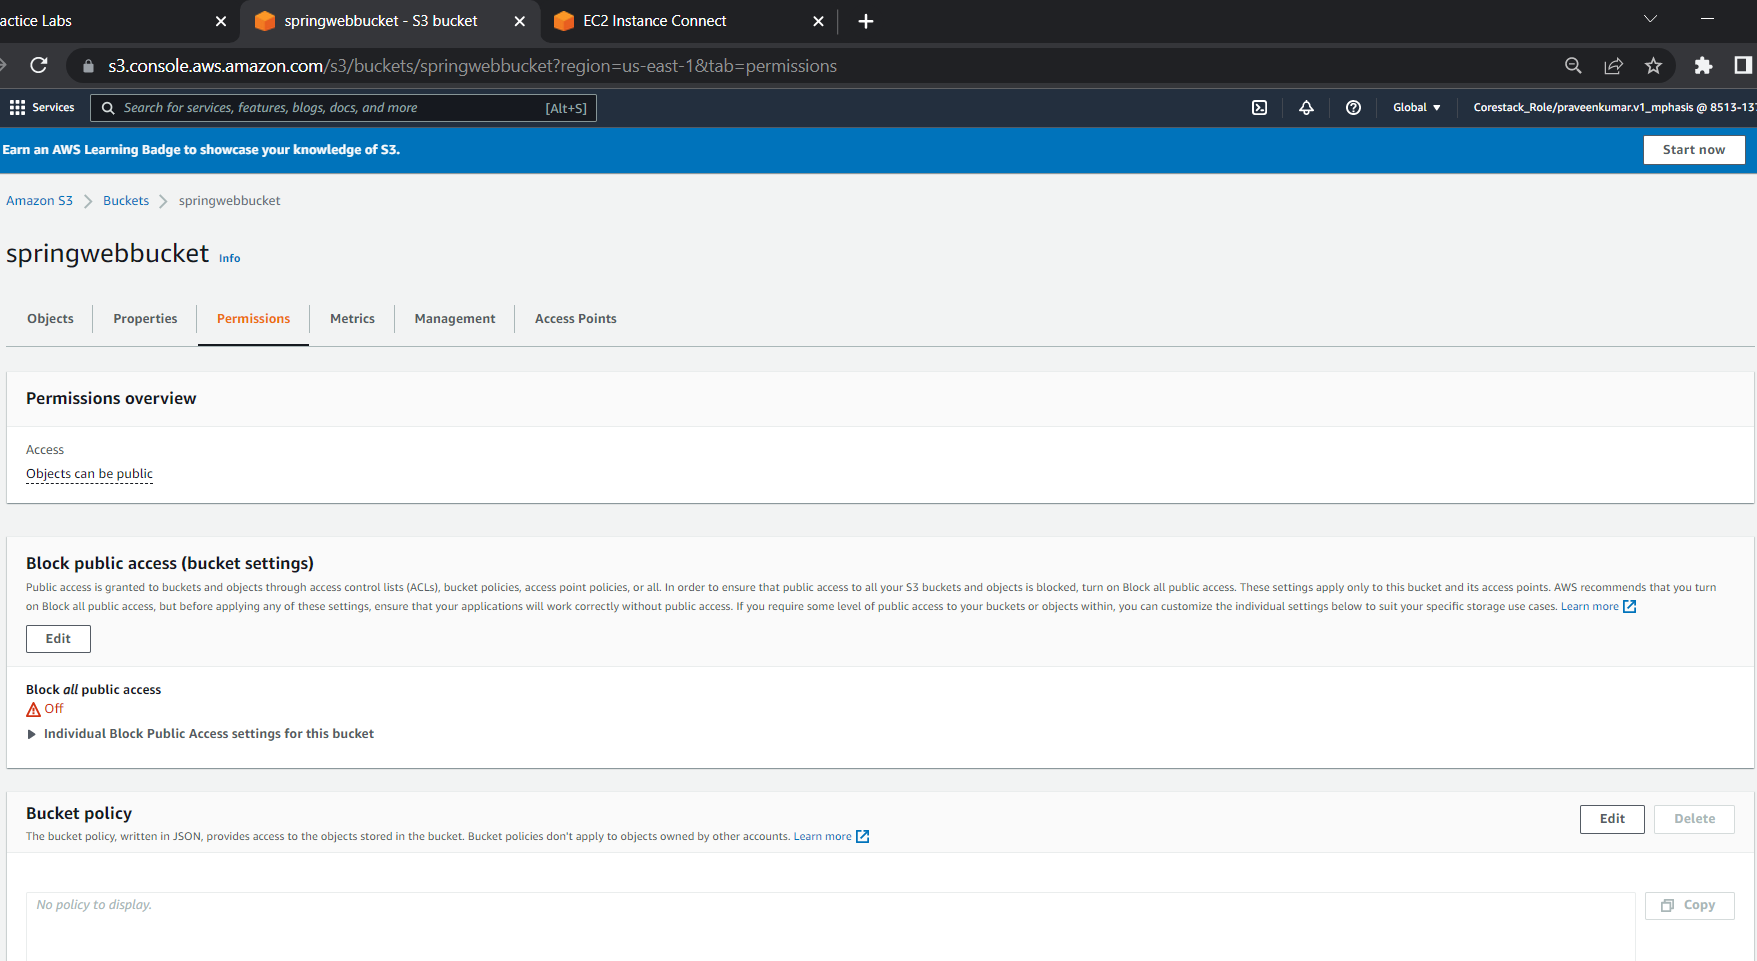 actice Labs
springwebbucket - S3 bucket
EC2 Instance Connect
s3.console.aws.amazon.com/s3/buckets/springwebbucket?region=us-east-1&tab=permissions
Services
Search for services, features, blogs, docs, and more
[Alt+S]
Global
Corestack_Role/praveenkumar.v1_mphasis @ 8513-137
Earn an AWS Learning Badge to showcase your knowledge of S3.
Start now
Amazon S3
Buckets
springwebbucket
springwebbucket Info
Objects
Properties
Permissions
Metrics
Management
Access Points
Permissions overview
Access
Objects can be public
Block public access (bucket settings)
Public access is granted to buckets and objects through access control lists (ACLs), bucket policies, access point policies, or all. In order to ensure that public access to all your S3 buckets and objects is blocked, turn on Block all public access. These settings apply only to this bucket and its access points. AWS recommends that you turn
on Block all public access, but before applying any of these settings, ensure that your applications will work correctly without public access. If you require some level of public access to your buckets or objects within, you can customize the individual settings below to suit your specific storage use cases. Learn more
Edit
Block all public access
Off
Individual Block Public Access settings for this bucket
Bucket policy
Edit
Delete
The bucket policy, written in JSON, provides access to the objects stored in the bucket. Bucket policies don't apply to objects owned by other accounts. Learn more
No policy to display.
Copy